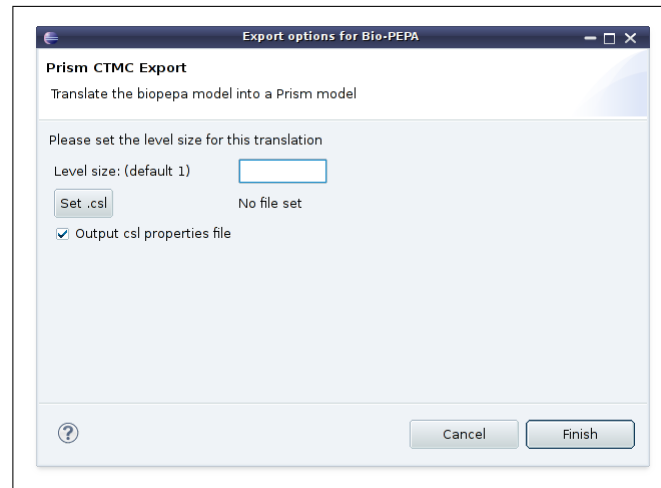 Export options for Bio-PEPA
Prism CTMC Export
Translate the biopepa model into a Prism model
Please set the level size for this translation
Level size: (default 1)
Set .csl No file set
Output csl properties file
? Cancel Finish